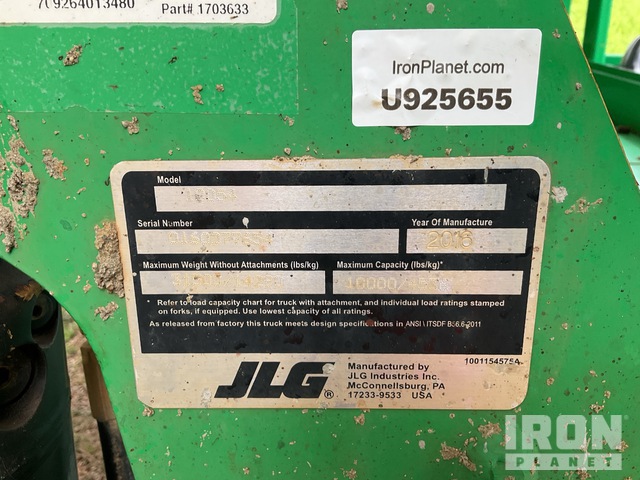 Part# 1703633
IronPlanet.com
U925655
Model
Serial Number
Year Of Manufacture
2016
Maximum Weight Without Attachments (lbs/kg)
Maximum Capacity (lbs/kg)*
10000/
* Refer to load capacity chart for truck with attachment, and individual load ratings stamped
on forks, if equipped. Use lowest capacity of all ratings.
As released from factory this truck meets design specifications in ANSI \ ITSDF B56.6-2011
1001154575A
JLG®
Manufactured by
JLG Industries Inc.
McConnellsburg, PA
17233-9533 USA
IRON
PLANET